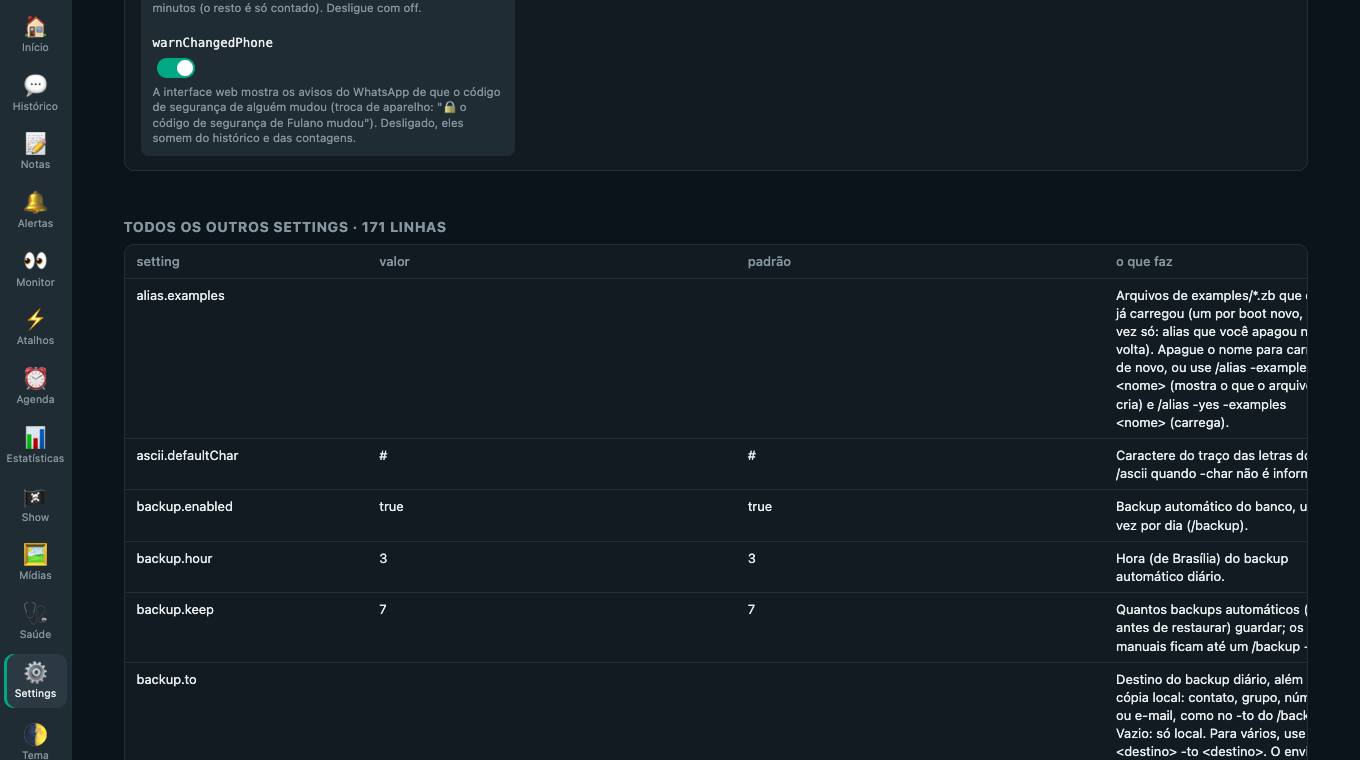 Início
Histórico
Notas
Alertas
Monitor
Atalhos
Agenda
Estatísticas
Show
Mídias
Saúde
Settings
Tema
minutos (o resto é só contado). Desligue com off.
warnChangedPhone
A interface web mostra os avisos do WhatsApp de que o código
de segurança de alguém mudou (troca de aparelho: "🔒 o
código de segurança de Fulano mudou"). Desligado, eles
somem do histórico e das contagens.
TODOS OS OUTROS SETTINGS · 171 LINHAS
setting valor padrão o que faz
alias.examples
Arquivos de examples/*.zb que
já carregou (um por boot novo,
vez só: alias que você apagou
volta). Apague o nome para
de novo, ou use /alias
<nome> (mostra o que o
cria) e /alias -yes -examples
<nome> (carrega).
ascii.defaultChar # #
Caractere do traço das letras
/ascii quando -char não é
backup.enabled true true
Backup automático do banco,
vez por dia (/backup).
backup.hour 3 3
Hora (de Brasília) do backup
automático diário.
backup.keep 7 7
Quantos backups automáticos (
antes de restaurar) guardar; os
manuais ficam até um /backup -
backup.to
Destino do backup diário, além
cópia local: contato, grupo,
ou e-mail, como no -to do
Vazio: só local. Para vários, use
<destino> -to <destino>. O